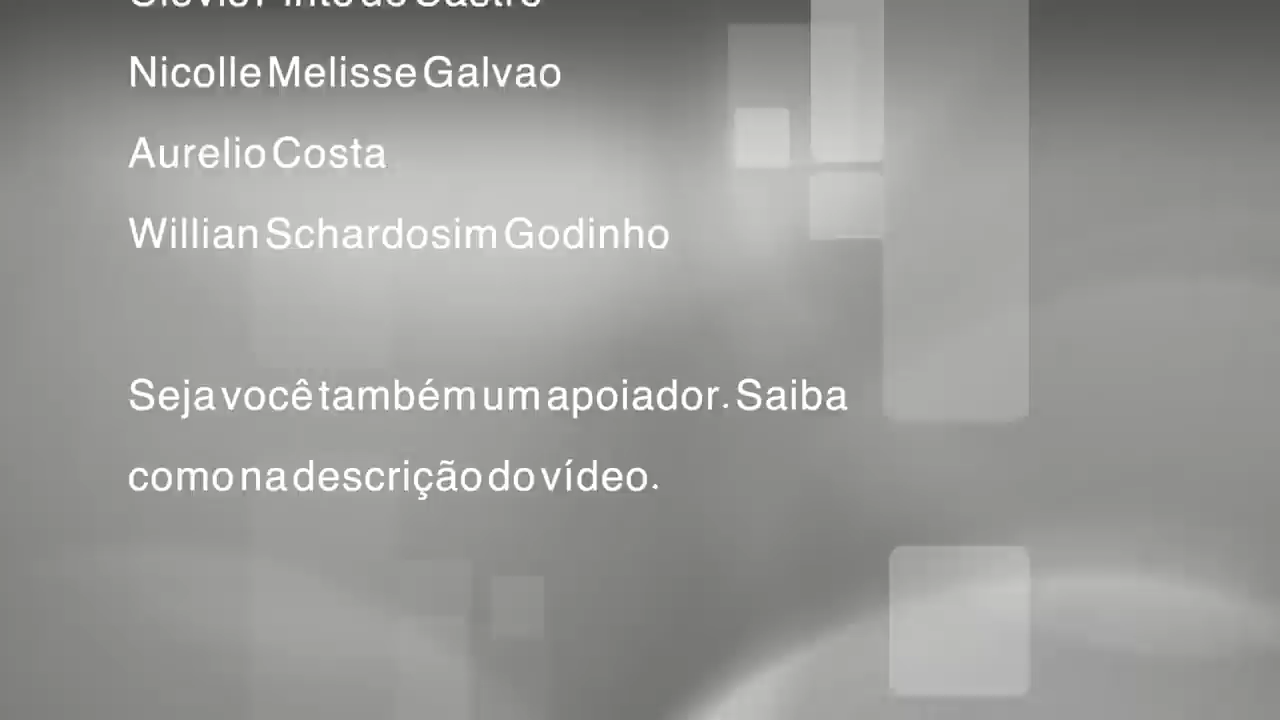 Nicolle Melisse Galvao
Aurelio Costa
Willian Schardosim Godinho
Seja você também um apoiador. Saiba
como na descrição do vídeo.